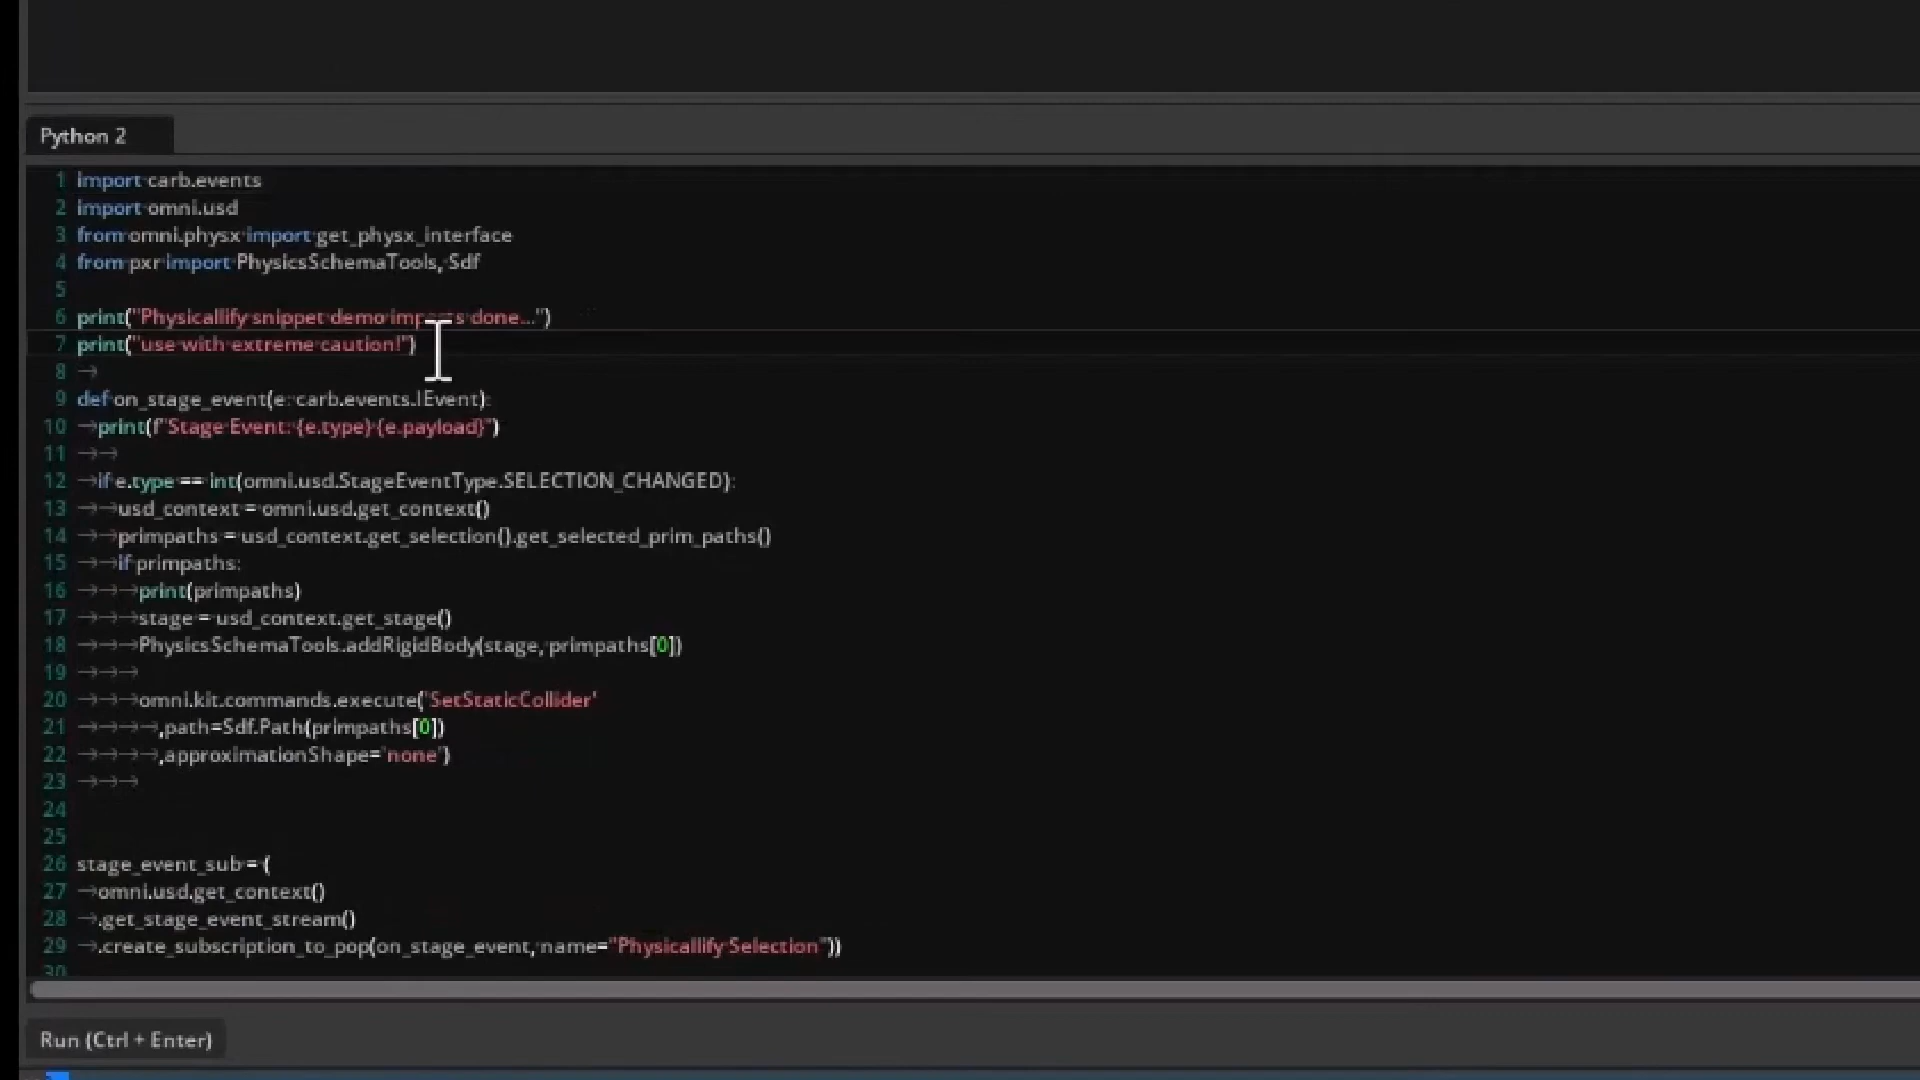 Python 2
1 import carb.events
2 import omni.usd
3 from omni.physx import get_physx_interface
4 from pxr import PhysicsSchemaTools, Sdf
5
6 print("Physicallify snippet demo imports done...")
7 print("use with extreme caution!")
8
9 def on_stage_event(e: carb.events.IEvent):
10 print(f"Stage Event: {e.type} {e.payload}")
11
12 if e.type == int(omni.usd.StageEventType.SELECTION_CHANGED):
13 usd_context = omni.usd.get_context()
14 primpaths = usd_context.get_selection().get_selected_prim_paths()
15 if primpaths:
16 print(primpaths)
17 stage = usd_context.get_stage()
18 PhysicsSchemaTools.addRigidBody(stage, primpaths[0])
19
20 omni.kit.commands.execute('SetStaticCollider'
21 ,path=Sdf.Path(primpaths[0])
22 ,approximationShape='none')
23
24
25
26 stage_event_sub = (
27 omni.usd.get_context()
28 .get_stage_event_stream()
29 .create_subscription_to_pop(on_stage_event, name="Physicallify Selection"))
30
Run (Ctrl + Enter)